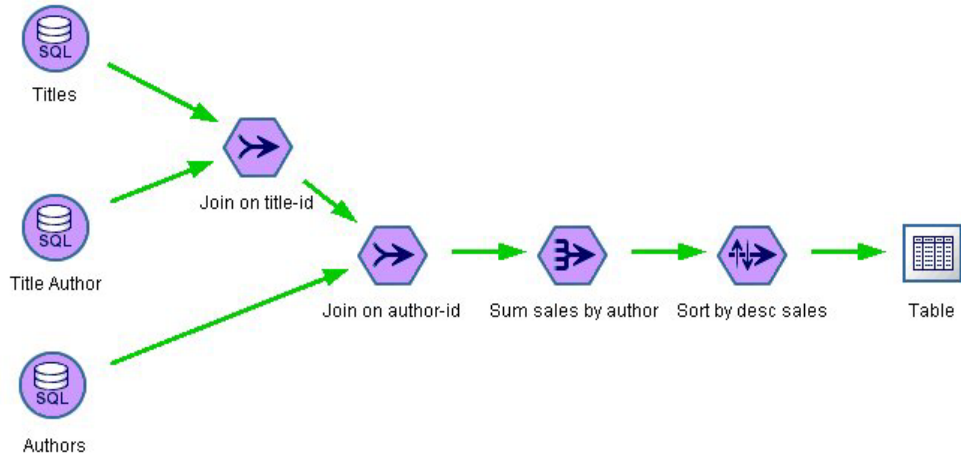 SQL
Titles
Join on title-id
SQL
Title Author
Join on author-id
Sum sales by author
Sort by desc sales
Table
SQL
Authors